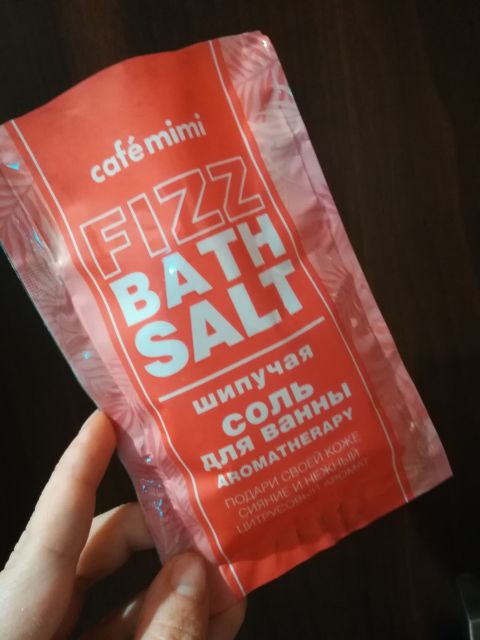 café mimi
FIZZ
BATH
SALT
шипучая
соль
для ванны
AROMATHERAPY
ПОДАРИ СВОЕЙ КОЖЕ
СИЯНИЕ И НЕЖНЫЙ
ЦИТРУСОВЫЙ АРОМАТ